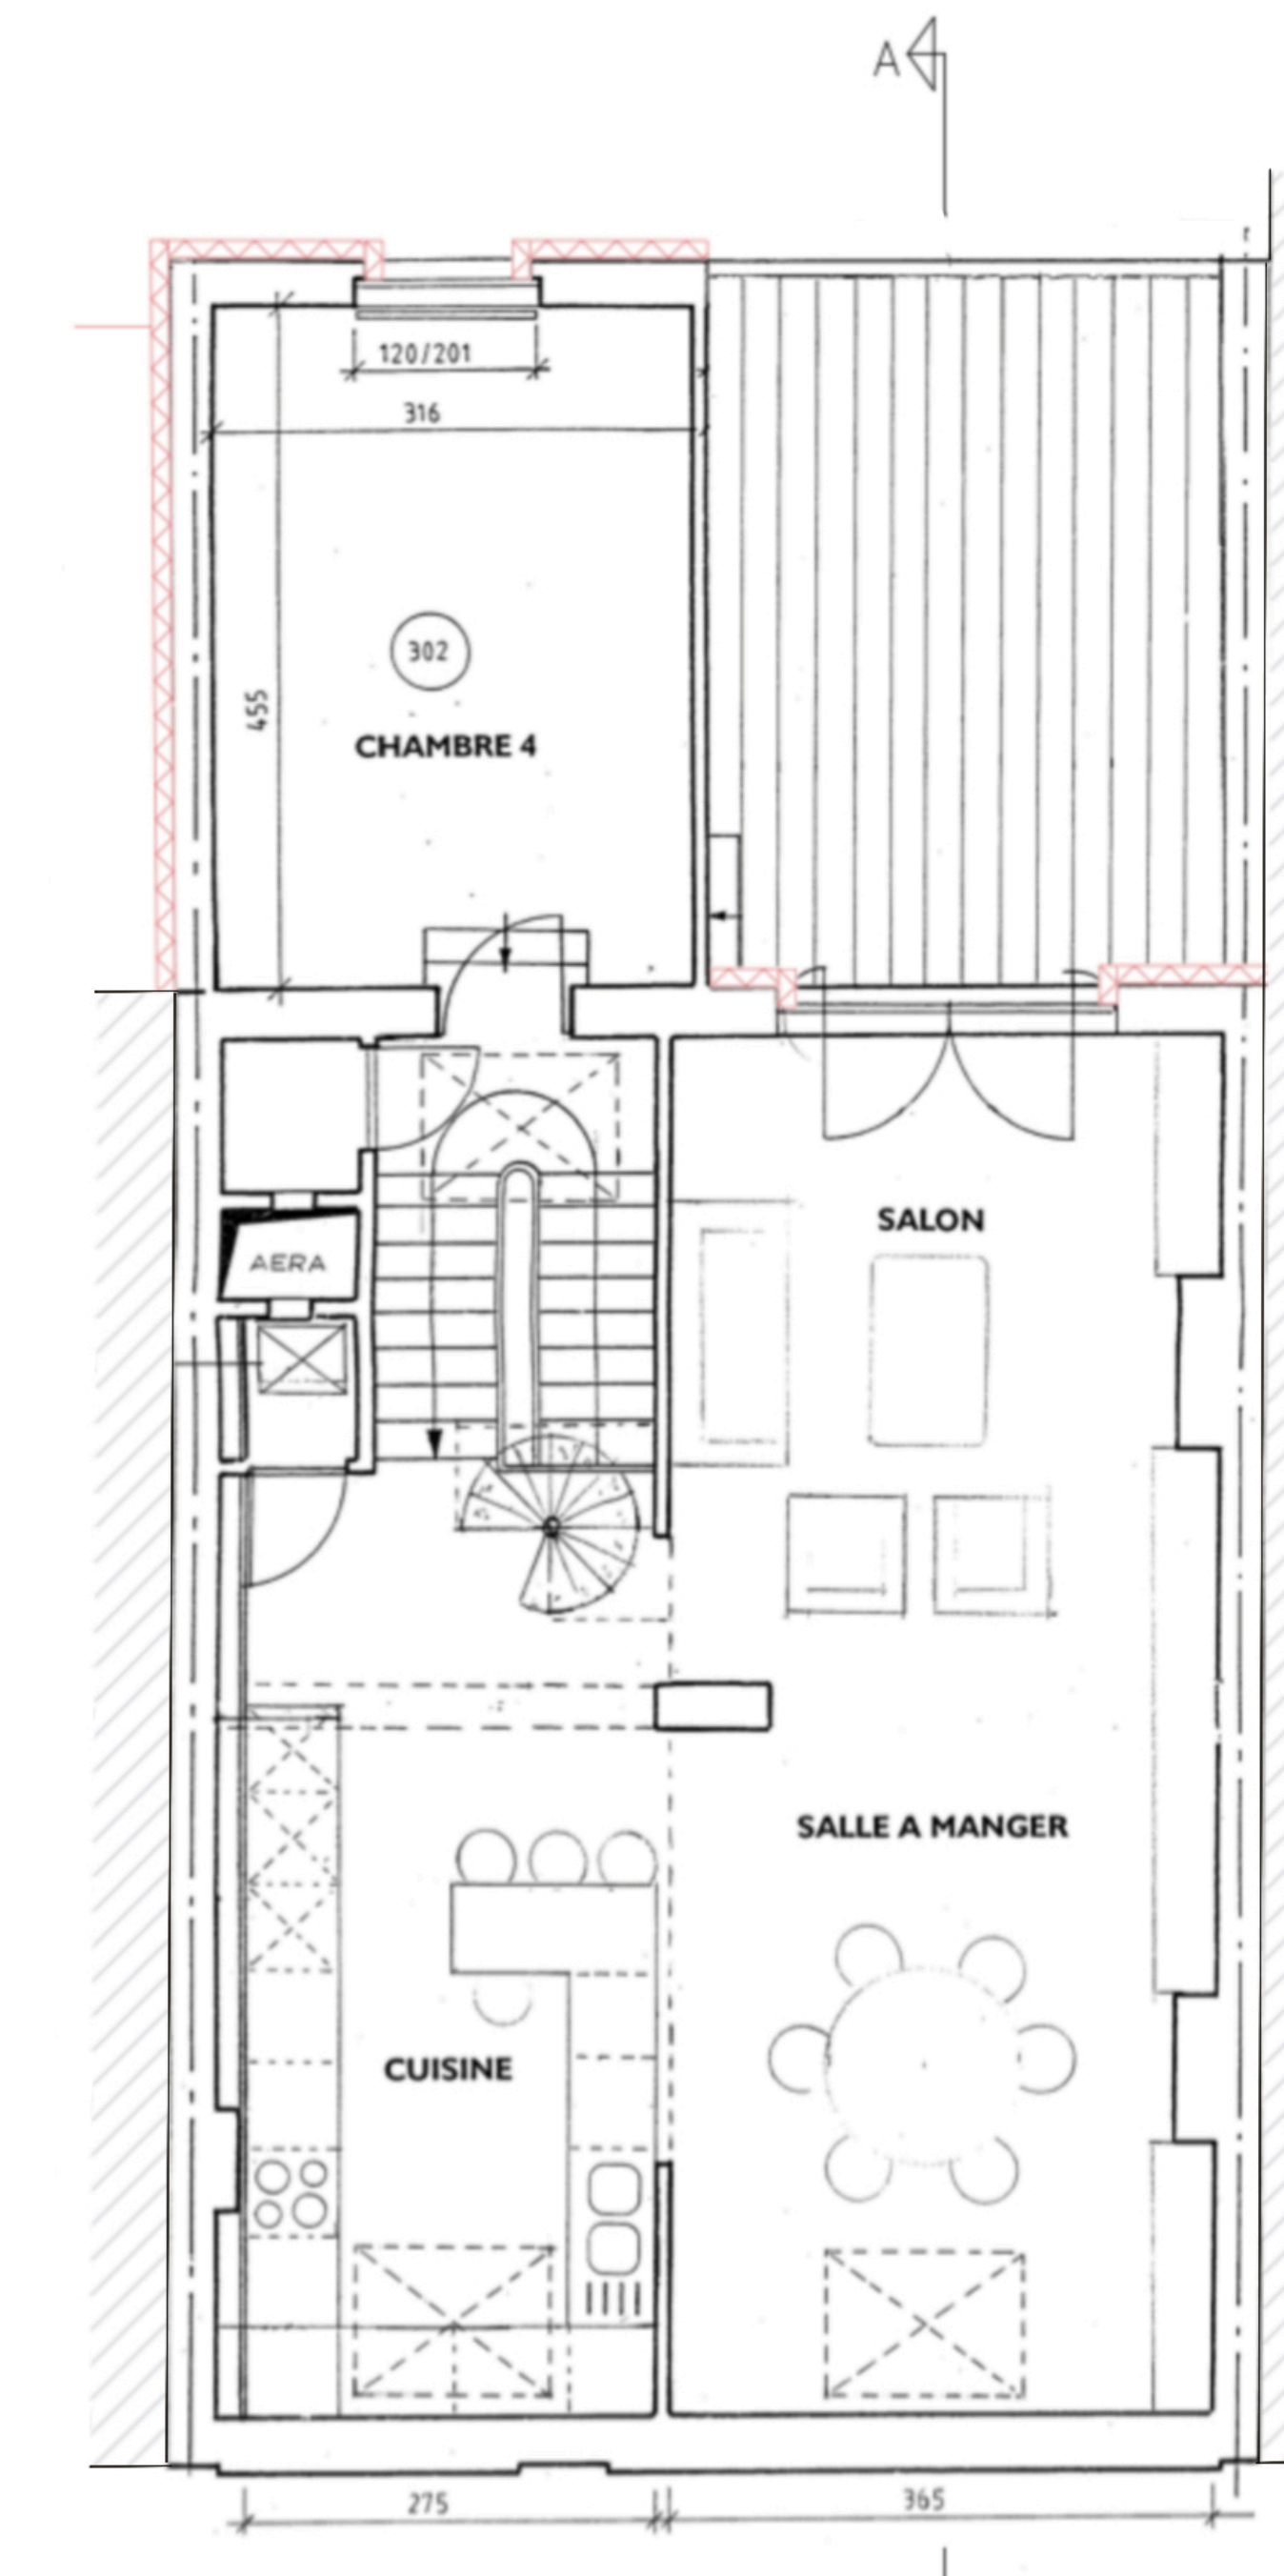 A
120/201
316
302
455
CHAMBRE 4
SALON
AERA
SALLE A MANGER
CUISINE
275
365